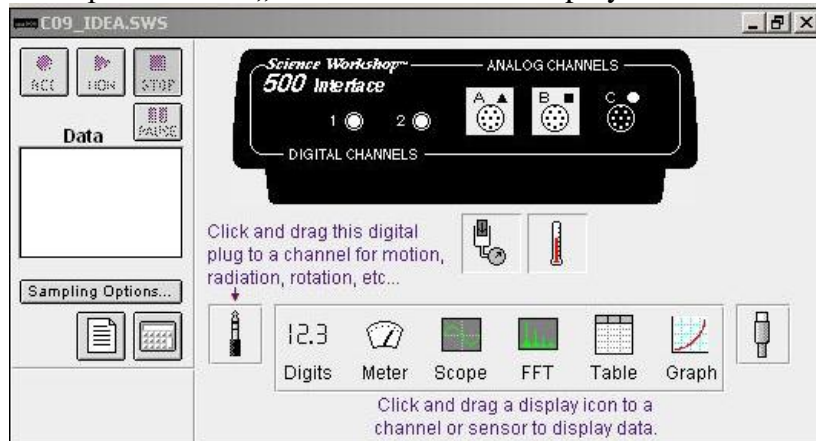 C09_IDEA.SWS
Science Workshop™
500 Interface
ANALOG CHANNELS
A
B
C
1
2
DIGITAL CHANNELS
REC
MON
STOP
PAUSE
Data
Click and drag this digital
plug to a channel for motion,
radiation, rotation, etc...
Sampling Options...
12.3
Digits
Meter
Scope
FFT
Table
Graph
Click and drag a display icon to a
channel or sensor to display data.